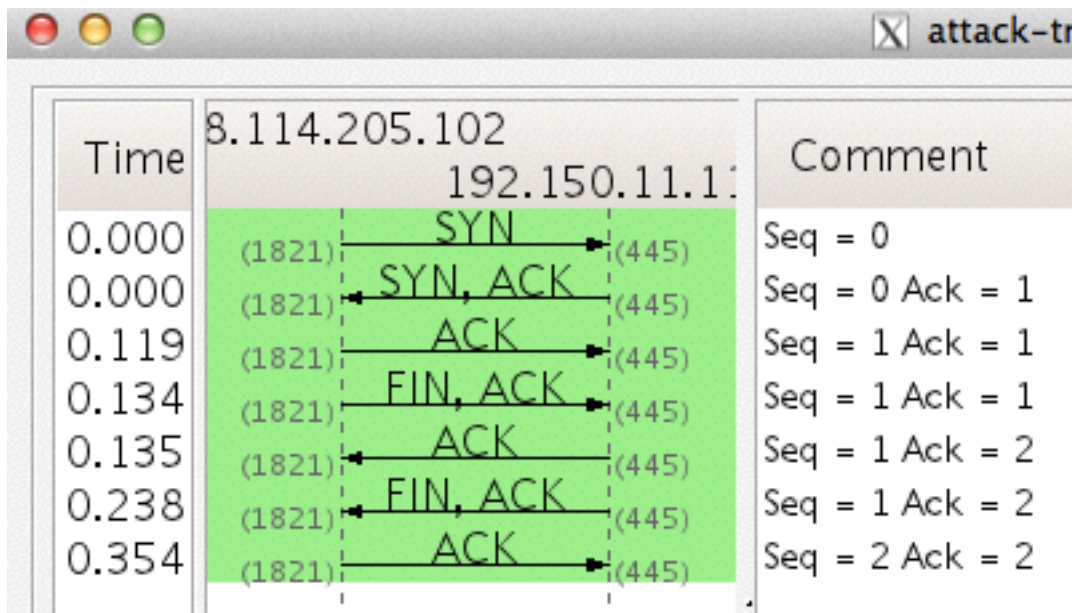 X attack-tr
Time
8.114.205.102
192.150.11.11
Comment
0.000 (1821) SYN (445) Seq = 0
0.000 (1821) SYN, ACK (445) Seq = 0 Ack = 1
0.119 (1821) ACK (445) Seq = 1 Ack = 1
0.134 (1821) FIN, ACK (445) Seq = 1 Ack = 1
0.135 (1821) ACK (445) Seq = 1 Ack = 2
0.238 (1821) FIN, ACK (445) Seq = 1 Ack = 2
0.354 (1821) ACK (445) Seq = 2 Ack = 2